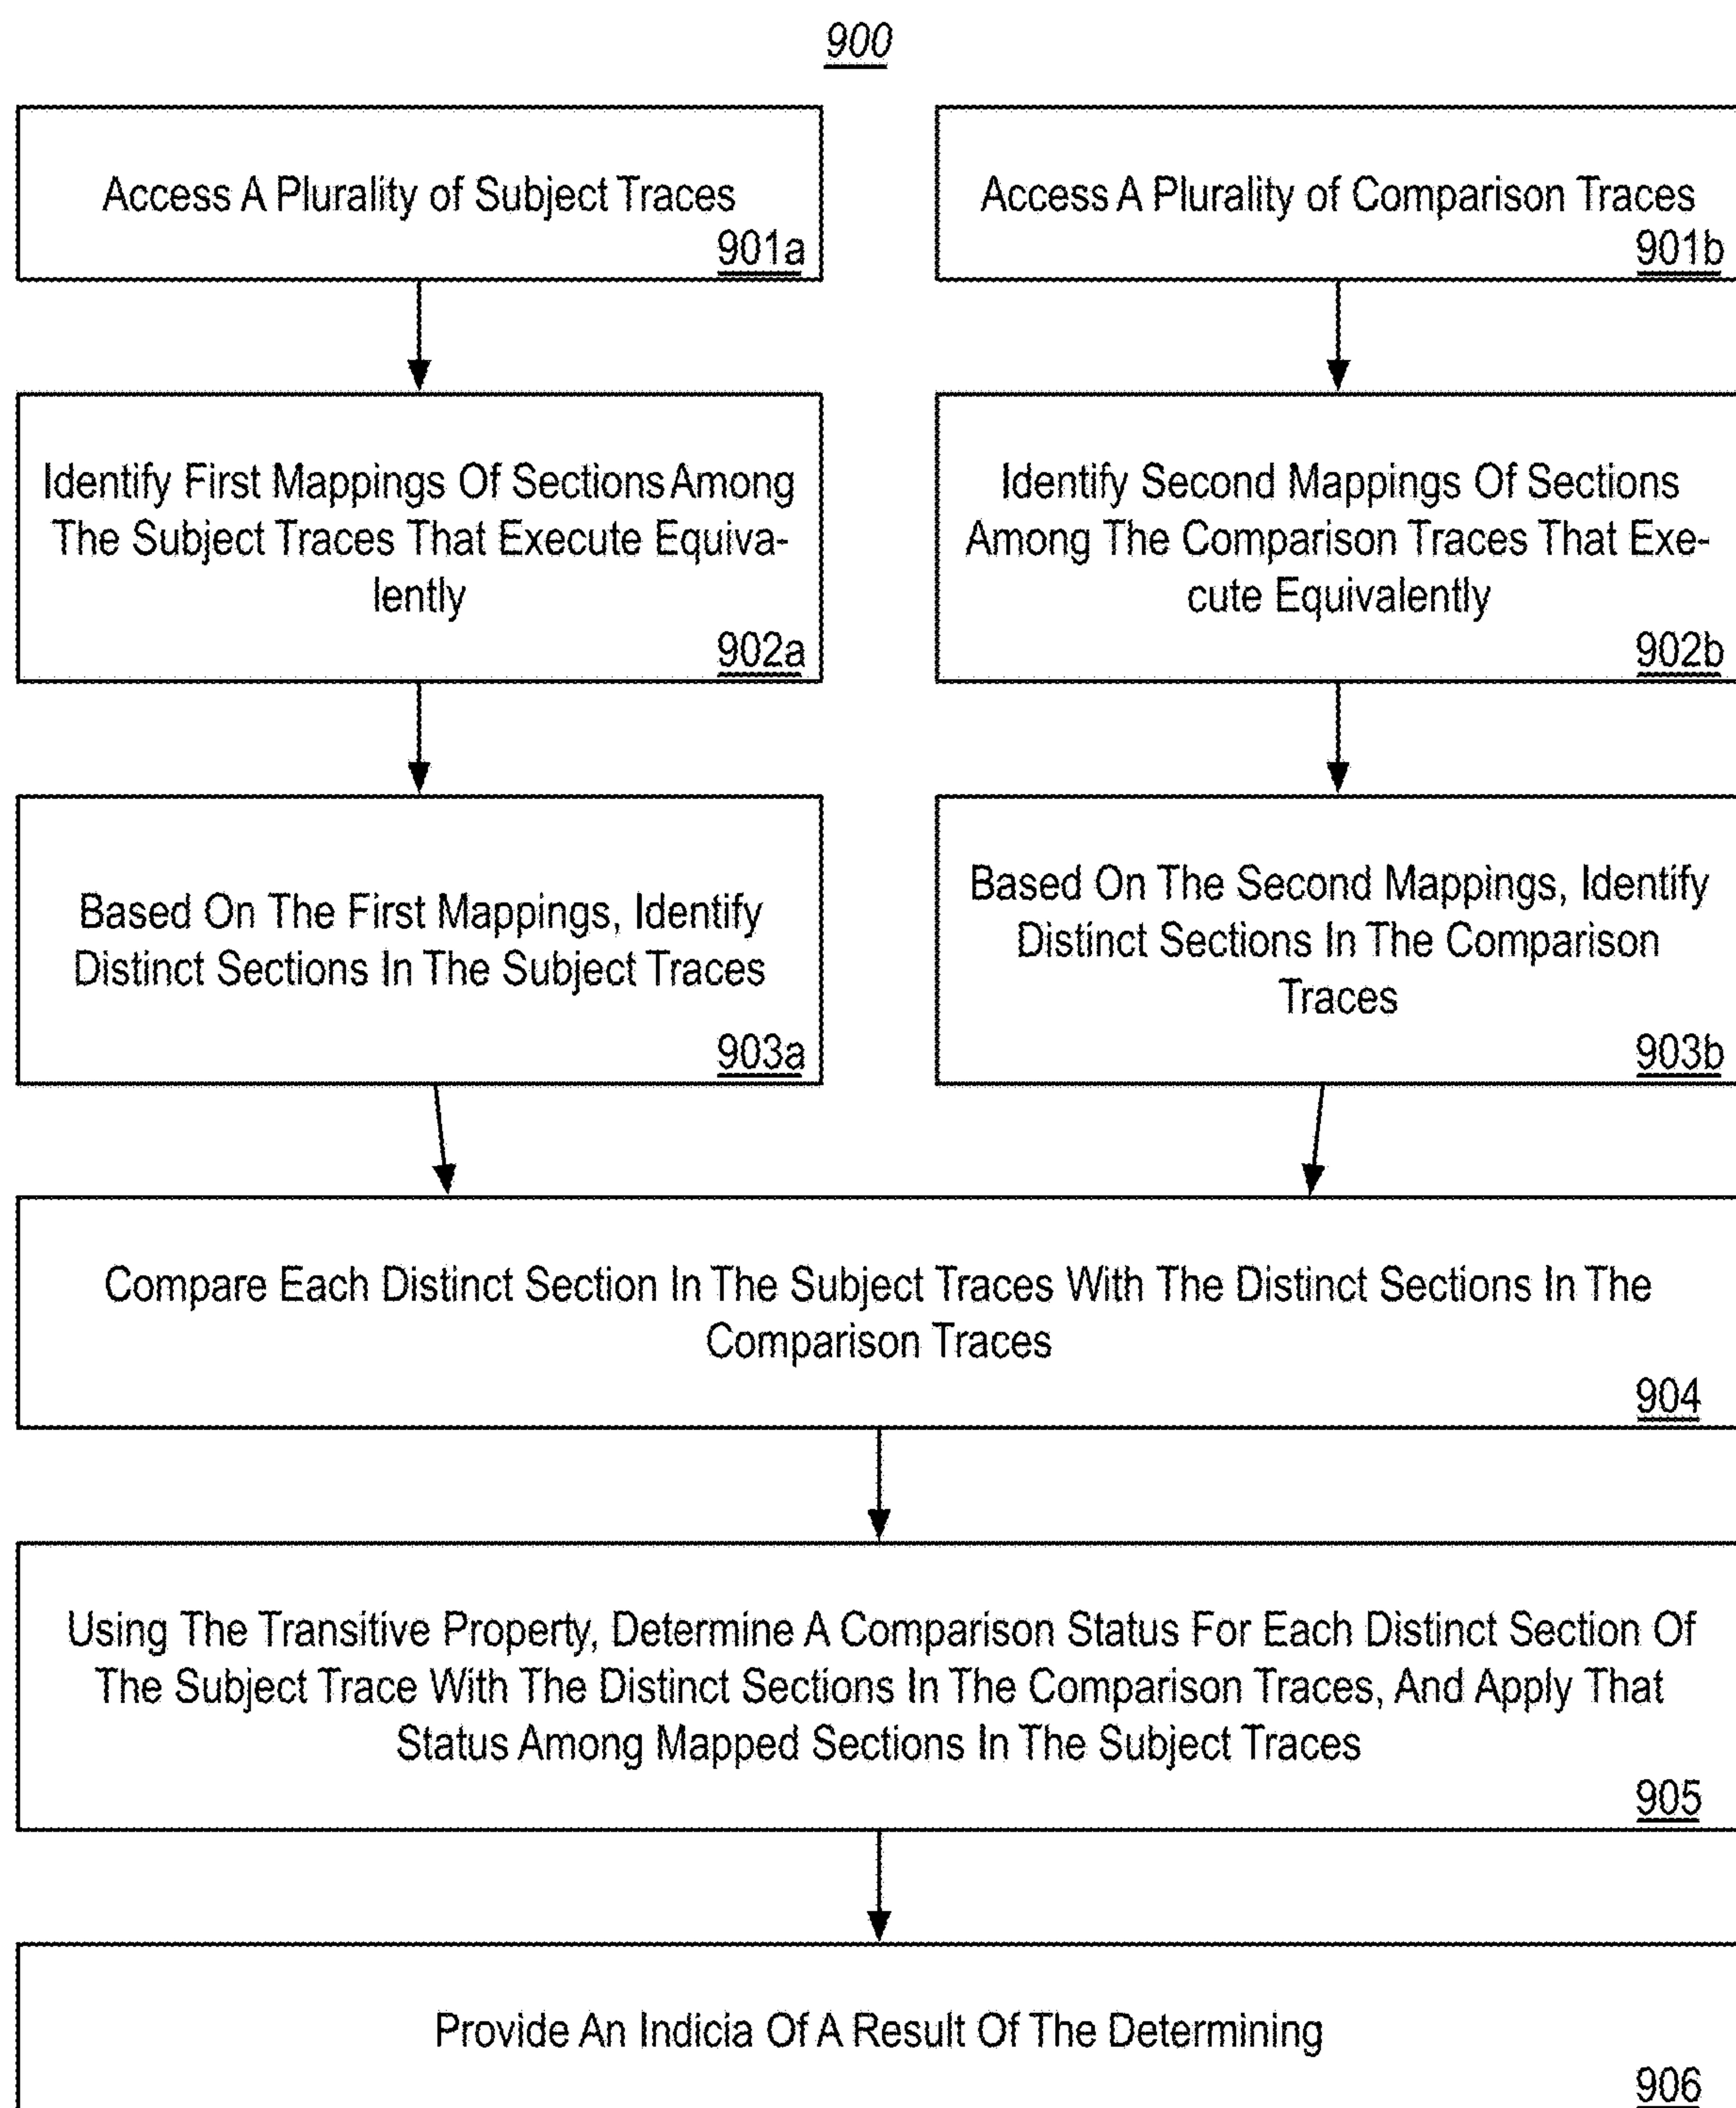 900
Access A Plurality of Subject Traces
901a
Access A Plurality of Comparison Traces
901b
Identify First Mappings Of Sections Among
The Subject Traces That Execute Equiva-
lently
902a
Identify Second Mappings Of Sections
Among The Comparison Traces That Exe-
cute Equivalently
902b
Based On The First Mappings, Identify
Distinct Sections In The Subject Traces
903a
Based On The Second Mappings, Identify
Distinct Sections In The Comparison
Traces
903b
Compare Each Distinct Section In The Subject Traces With The Distinct Sections In The
Comparison Traces
904
Using The Transitive Property, Determine A Comparison Status For Each Distinct Section Of
The Subject Trace With The Distinct Sections In The Comparison Traces, And Apply That
Status Among Mapped Sections In The Subject Traces
905
Provide An Indicia Of A Result Of The Determining
906